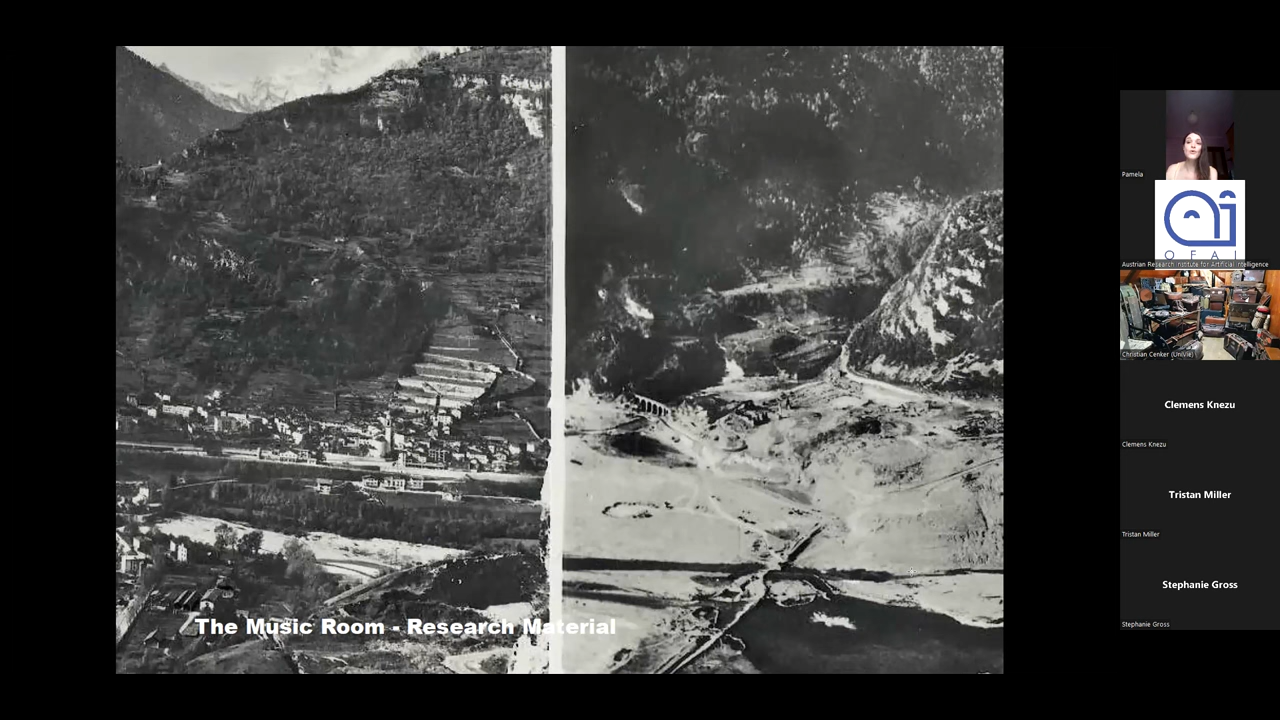 The Music Room - Research Material
Pamela
OFAI
Austrian Research Institute for Artificial Intelligence
Christian Cenker (UniVie)
Clemens Knezu
Clemens Knezu
Tristan Miller
Tristan Miller
Stephanie Gross
Stephanie Gross